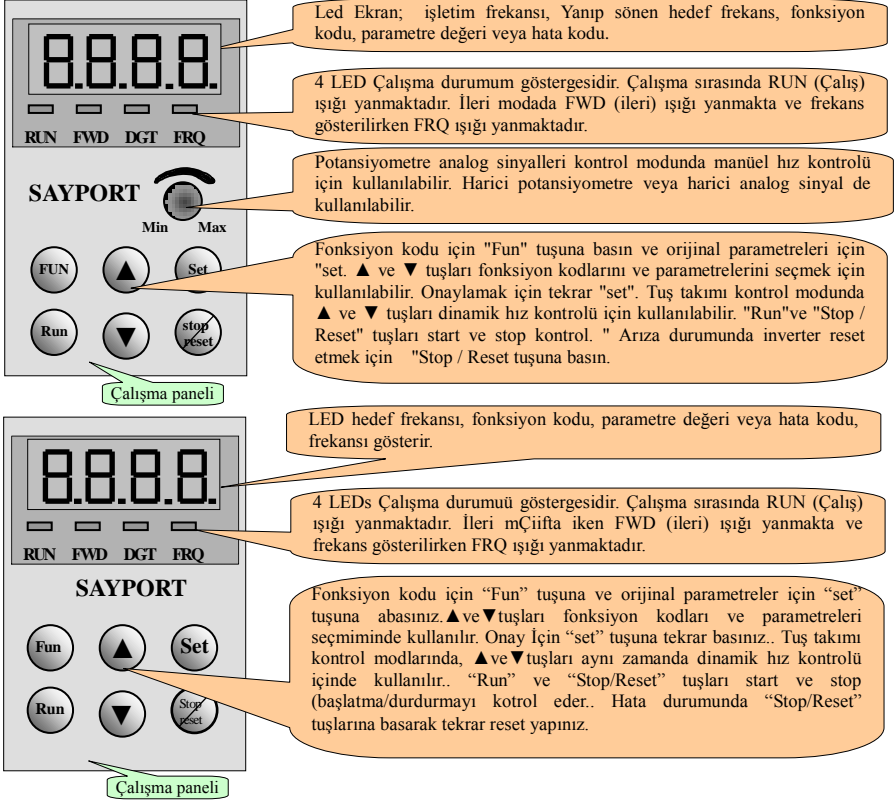 8.8.8.8.
RUN FWD DGT FRQ
SAYPORT
Min Max
FUN ▲ Set
Run ▼ stop
reset
Çalışma paneli
Led Ekran; işletim frekansı, Yanıp sönen hedef frekans, fonksiyon
kodu, parametre değeri veya hata kodu.
4 LED Çalışma durumum göstergesidir. Çalışma sırasında RUN (Çalış)
ışığı yanmaktadır. İleri modada FWD (ileri) ışığı yanmakta ve frekans
gösterilirken FRQ ışığı yanmaktadır.
Potansiyometre analog sinyalleri kontrol modunda manüel hız kontrolü
için kullanılabilir. Harici potansiyometre veya harici analog sinyal de
kullanılabilir.
Fonksiyon kodu için "Fun" tuşuna basın ve orijinal parametreleri için
"set. ▲ ve ▼ tuşları fonksiyon kodlarını ve parametrelerini seçmek için
kullanılabilir. Onaylamak için tekrar "set". Tuş takımı kontrol modunda
▲ ve ▼ tuşları dinamik hız kontrolü için kullanılabilir. "Run"ve "Stop /
Reset" tuşları start ve stop kontrol. " Arıza durumunda inverter reset
etmek için "Stop / Reset tuşuna basın.
8.8.8.8.
RUN FWD DGT FRQ
SAYPORT
Fun ▲ Set
Run ▼ Stop
reset
Çalışma paneli
LED hedef frekansı, fonksiyon kodu, parametre değeri veya hata kodu,
frekansı gösterir.
4 LEDs Çalışma durumuü göstergesidir. Çalışma sırasında RUN (Çalış)
ışığı yanmaktadır. İleri mÇiifta iken FWD (ileri) ışığı yanmakta ve
frekans gösterilirken FRQ ışığı yanmaktadır.
Fonksiyon kodu için “Fun” tuşuna ve orijinal parametreler için “set”
tuşuna abasınız.▲ve▼tuşları fonksiyon kodları ve parametreleri
seçmiminde kullanılır. Onay İçin “set” tuşuna tekrar basınız.. Tuş takımı
kontrol modlarında, ▲ve▼tuşları aynı zamanda dinamik hız kontrolü
içinde kullanılır.. “Run” ve “Stop/Reset” tuşları start ve stop
(başlatma/durdurmayı kotrol eder.. Hata durumunda “Stop/Reset”
tuşlarına basarak tekrar reset yapınız.